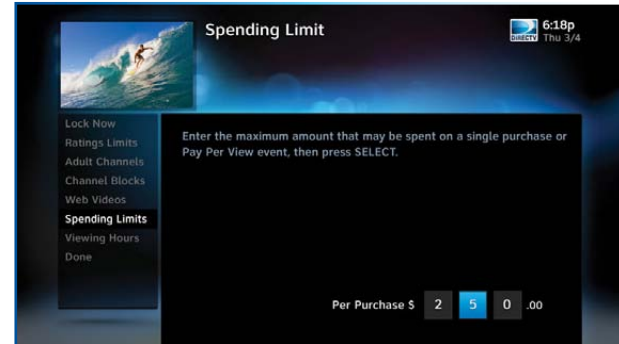 Spending Limit
DIRECTV
6:18p
Thu 3/4
Lock Now
Ratings Limits
Adult Channels
Channel Blocks
Web Videos
Spending Limits
Viewing Hours
Done
Enter the maximum amount that may be spent on a single purchase or
Pay Per View event, then press SELECT.
Per Purchase $ 2 5 0 .00